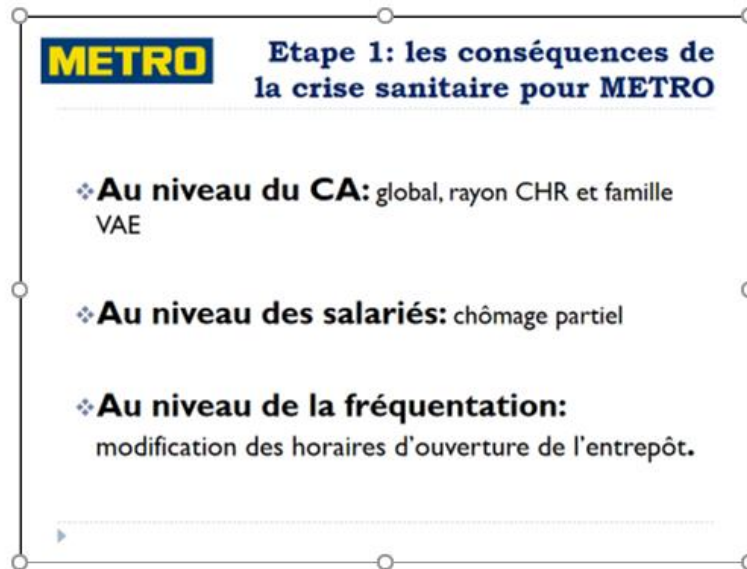 METRO
Etape 1: les conséquences de
la crise sanitaire pour METRO
Au niveau du CA: global, rayon CHR et famille
VAE
Au niveau des salariés: chômage partiel
Au niveau de la fréquentation:
modification des horaires d'ouverture de l'entrepôt.